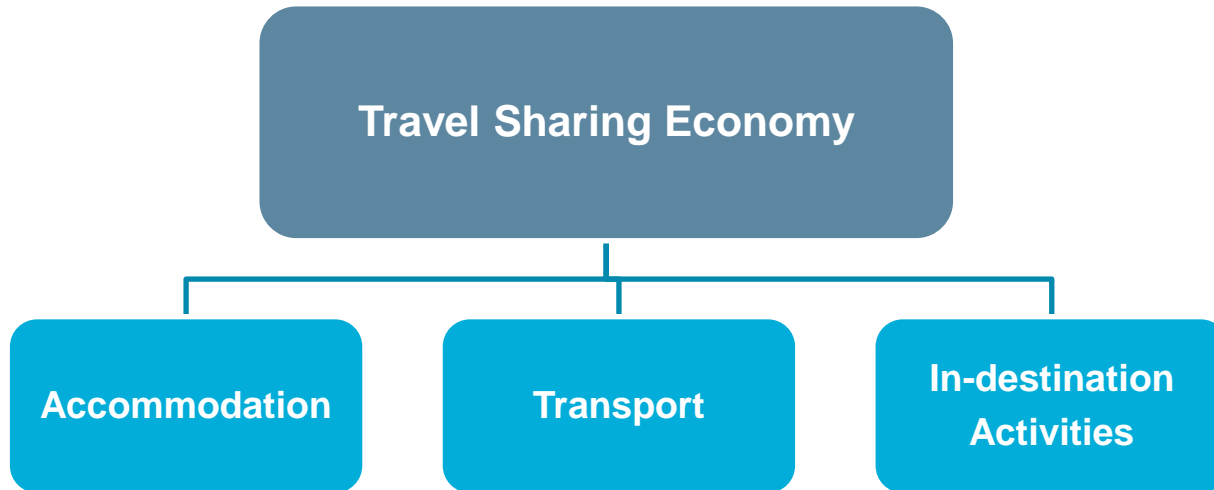 Travel Sharing Economy
Accommodation
Transport
In-destination
Activities